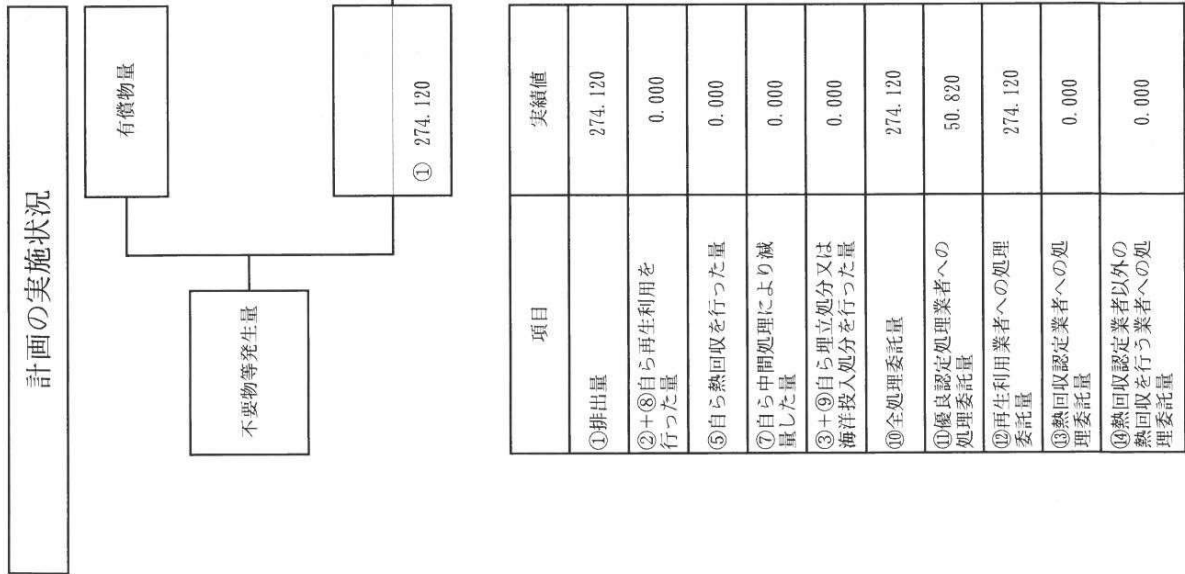 計画の実施状況
有償物量
不要物等発生量
① 274.120
項目
実績値
①排出量
274.120
②+⑧自ら再生利用を
行った量
0.000
⑤自ら熱回収を行った量
0.000
⑦自ら中間処理により減
量した量
0.000
③+⑨自ら埋立処分又は
海洋投入処分を行った量
0.000
⑩全処理委託量
274.120
⑪優良認定処理業者への
処理委託量
50.820
⑫再生利用業者への処理
委託量
274.120
⑬熱回収認定業者への処
理委託量
0.000
⑭熱回収認定業者以外の
熱回収を行う業者への処
理委託量
0.000